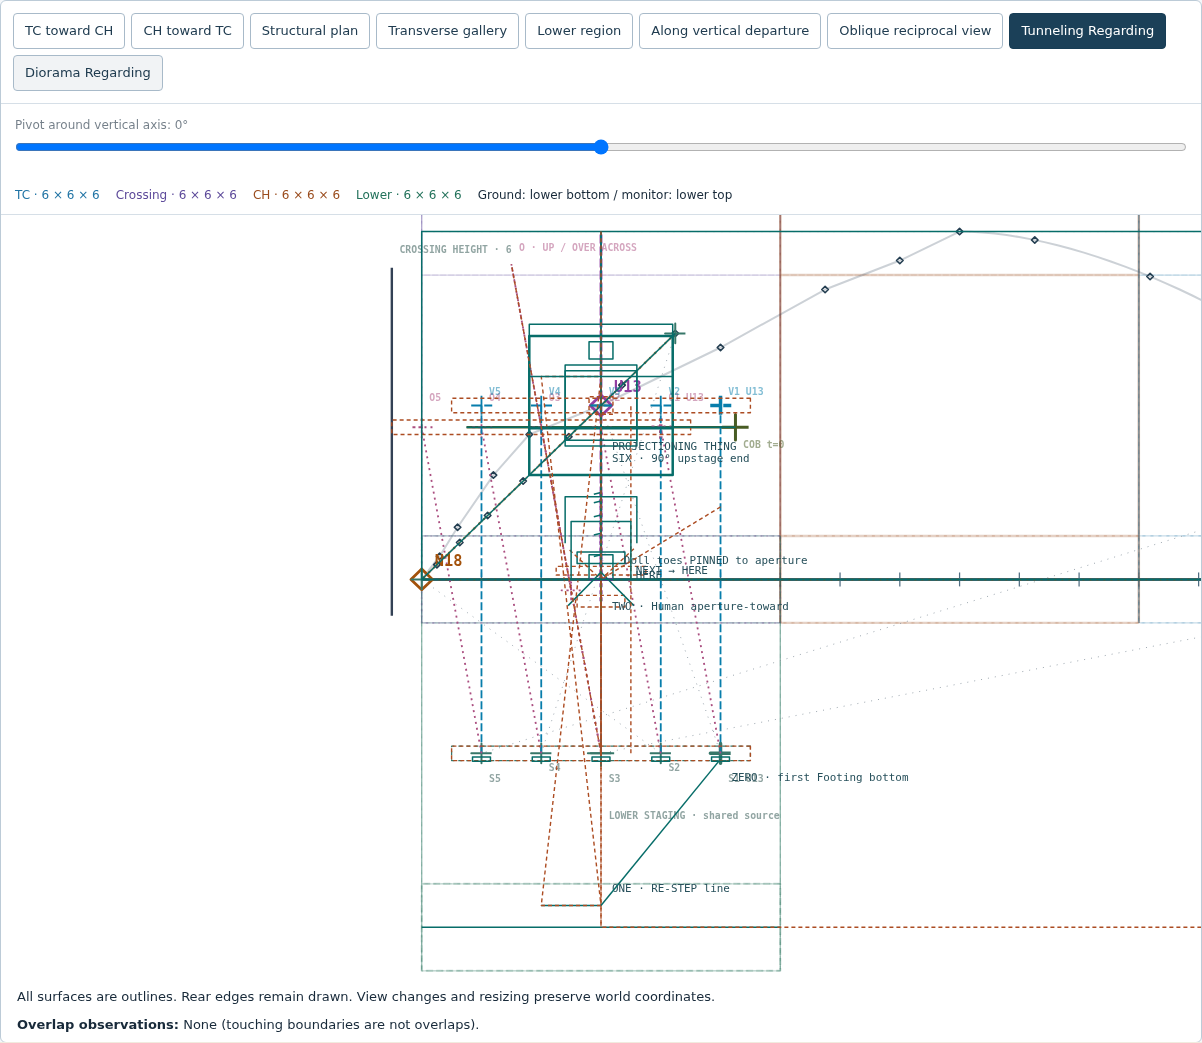 TC toward CH
CH toward TC
Structural plan
Transverse gallery
Lower region
Along vertical departure
Oblique reciprocal view
Tunneling Regarding
Diorama Regarding
Pivot around vertical axis: 0°
TC · 6 × 6 × 6
Crossing · 6 × 6 × 6
CH · 6 × 6 × 6
Lower · 6 × 6 × 6
Ground: lower bottom / monitor: lower top
CROSSING HEIGHT · 6
O · UP / OVER ACROSS
U13
V5
V4
V2
V1 U13
O5
COB t=0
PROJECTIONING THING
SIX · 90° upstage end
Doll toes PINNED to aperture
NEXT → HERE
HERE
TWO · Human aperture-toward
S5
S4
S3
S2
ZERO · first Footing bottom
LOWER STAGING · shared source
ONE · RE-STEP line
All surfaces are outlines. Rear edges remain drawn. View changes and resizing preserve world coordinates.
Overlap observations: None (touching boundaries are not overlaps).